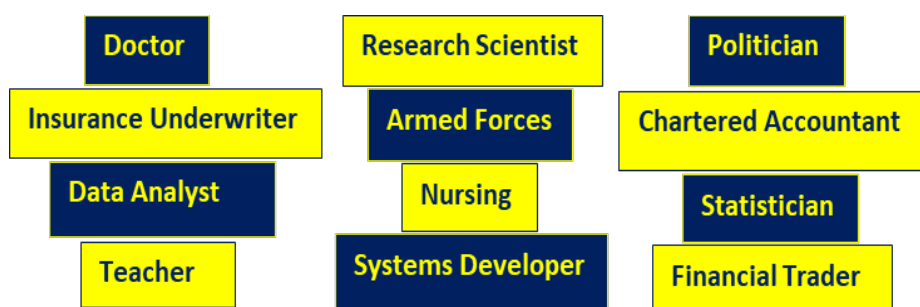 Doctor
Insurance Underwriter
Data Analyst
Teacher
Research Scientist
Armed Forces
Nursing
Systems Developer
Politician
Chartered Accountant
Statistician
Financial Trader